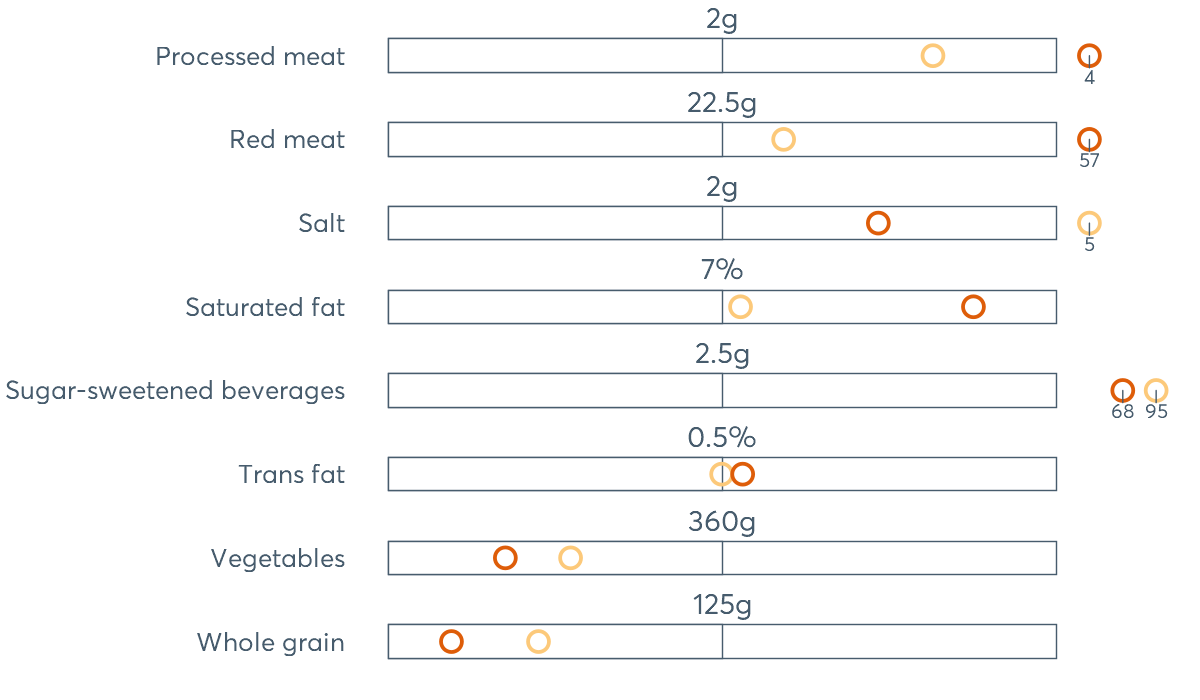 2g
Processed meat
4
22.5g
Red meat
57
2g
Salt
5
7%
Saturated fat
2.5g
Sugar-sweetened beverages
68 95
0.5%
Trans fat
360g
Vegetables
125g
Whole grain